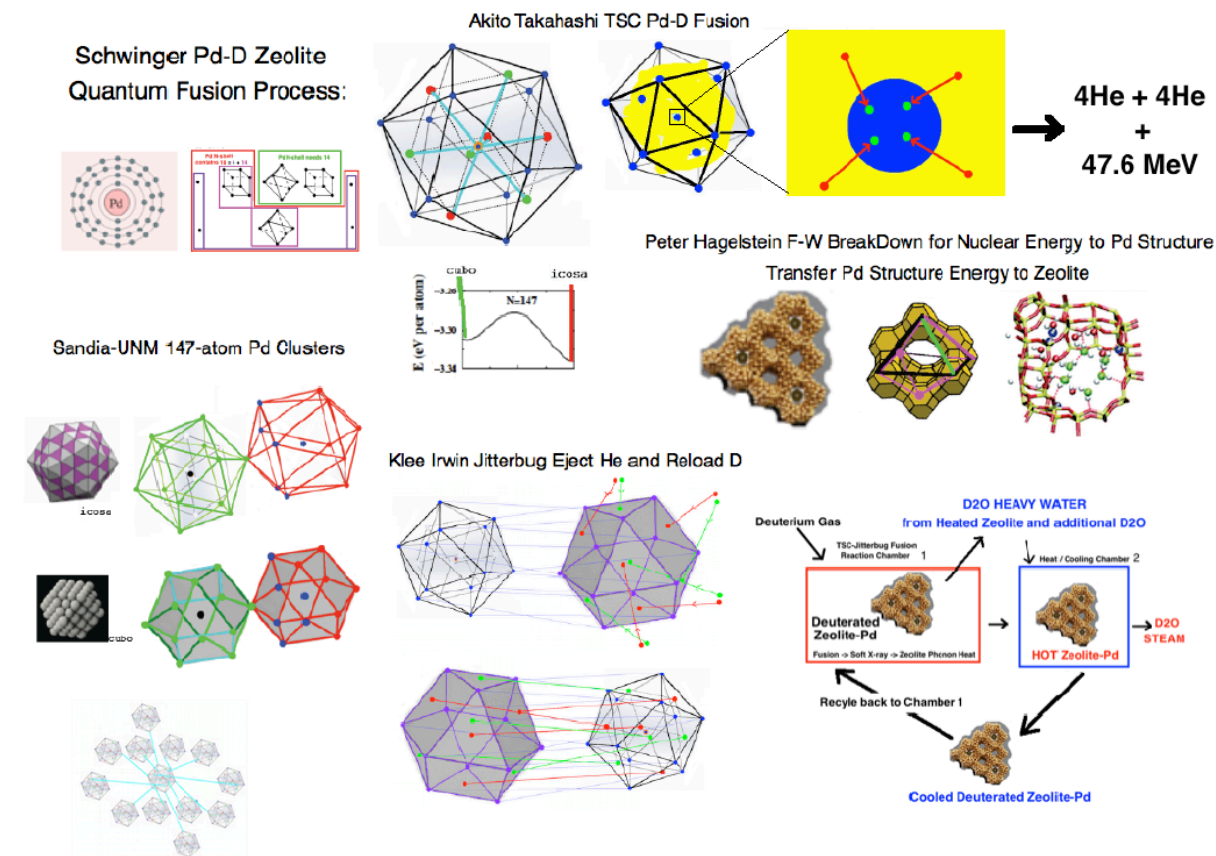 Akito Takahashi TSC Pd-D Fusion
Schwinger Pd-D Zeolite
Quantum Fusion Process:
4He + 4He
+
47.6 MeV
Pd
Pd N-shell
Pd N-shell needs 14
Peter Hagelstein F-W BreakDown for Nuclear Energy to Pd Structure
Transfer Pd Structure Energy to Zeolite
cubo
icosa
E (eV per atom)
-3.26
N=147
-3.30
-3.34
Sandia-UNM 147-atom Pd Clusters
icosa
cubo
Klee Irwin Jitterbug Eject He and Reload D
D2O HEAVY WATER
from Heated Zeolite and additional D2O
Deuterium Gas
TSC-Jitterbug Fusion
Reaction Chamber 1
Heat / Cooling Chamber 2
Deuterated
Zeolite-Pd
Fusion -> Soft X-ray -> Zeolite Phonon Heat
HOT Zeolite-Pd
D2O
STEAM
Recyle back to Chamber 1
Cooled Deuterated Zeolite-Pd